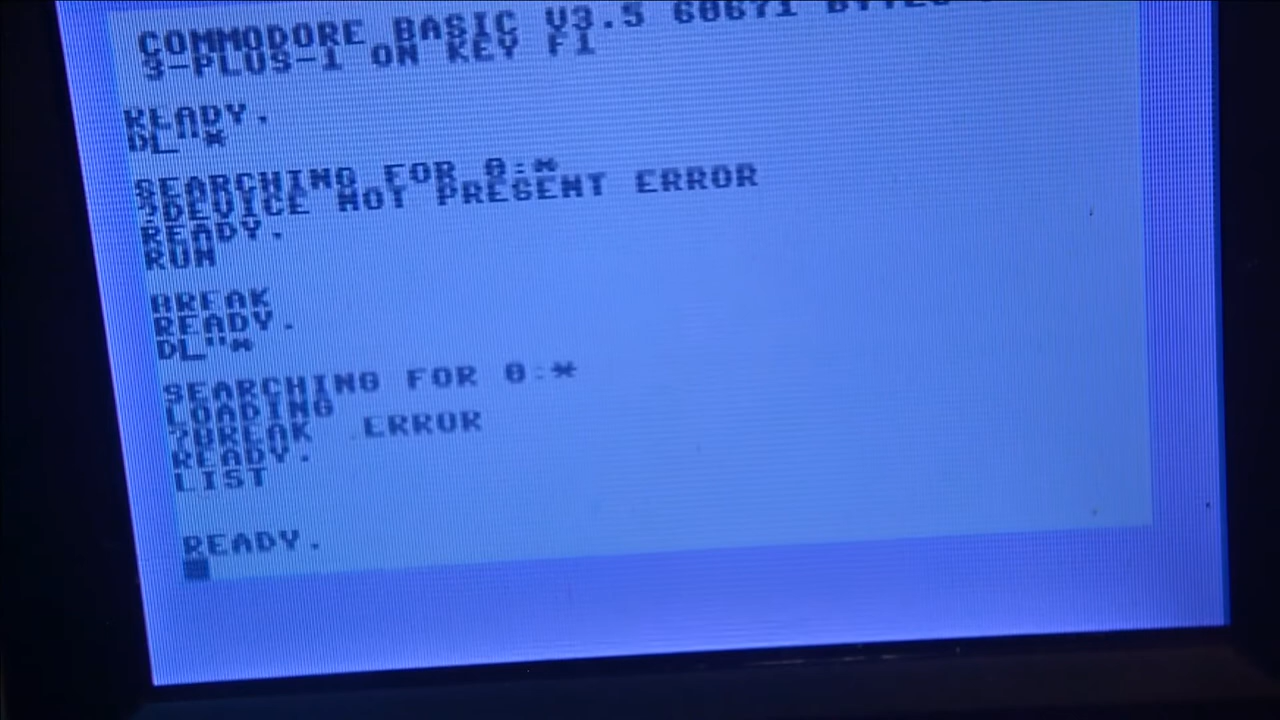 COMMODORE BASIC V3.5 60671 BYTES
3-PLUS-1 ON KEY F1
READY.
DL"*
SEARCHING FOR 0:*
?DEVICE NOT PRESENT ERROR
READY.
RUN
BREAK
READY.
DL"*
SEARCHING FOR 0:*
LOADING
?BREAK ERROR
READY.
LIST
READY.